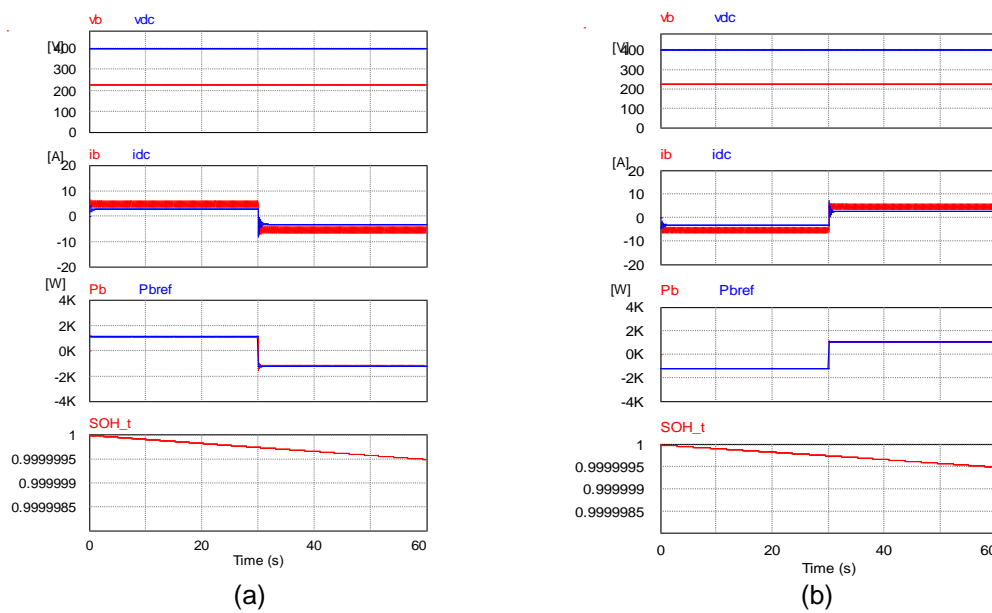 vb vdc
[V]
400
300
200
100
0
[A]
ib idc
20
10
0
-10
-20
[W]
Pb Pbref
4K
2K
0K
-2K
-4K
SOH_t
1
0.9999995
0.999999
0.9999985
0 20 40 60
Time (s)
(a)
vb vdc
[V]
400
300
200
100
0
[A]
ib idc
20
10
0
-10
-20
[W]
Pb Pbref
4K
2K
0K
-2K
-4K
SOH_t
1
0.9999995
0.999999
0.9999985
0 20 40 60
Time (s)
(b)